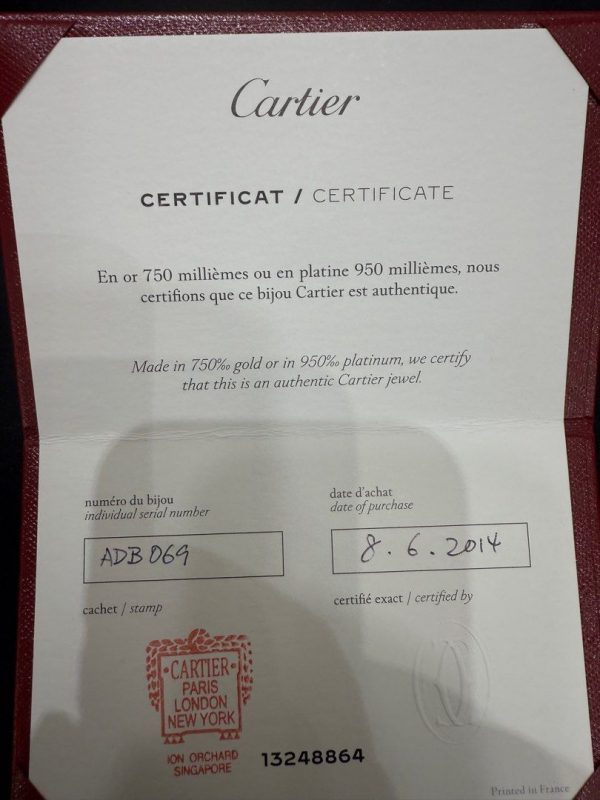 Cartier
CERTIFICAT / CERTIFICATE
En or 750 millièmes ou en platine 950 millièmes, nous
certifions que ce bijou Cartier est authentique.
Made in 750‰ gold or in 950‰ platinum, we certify
that this is an authentic Cartier jewel.
numéro du bijou
individual serial number
ADB069
date d'achat
date of purchase
8.6.2014
cachet / stamp
certifié exact / certified by
CARTIER
PARIS
LONDON
NEW YORK
ION ORCHARD
SINGAPORE
13248864
Printed in France